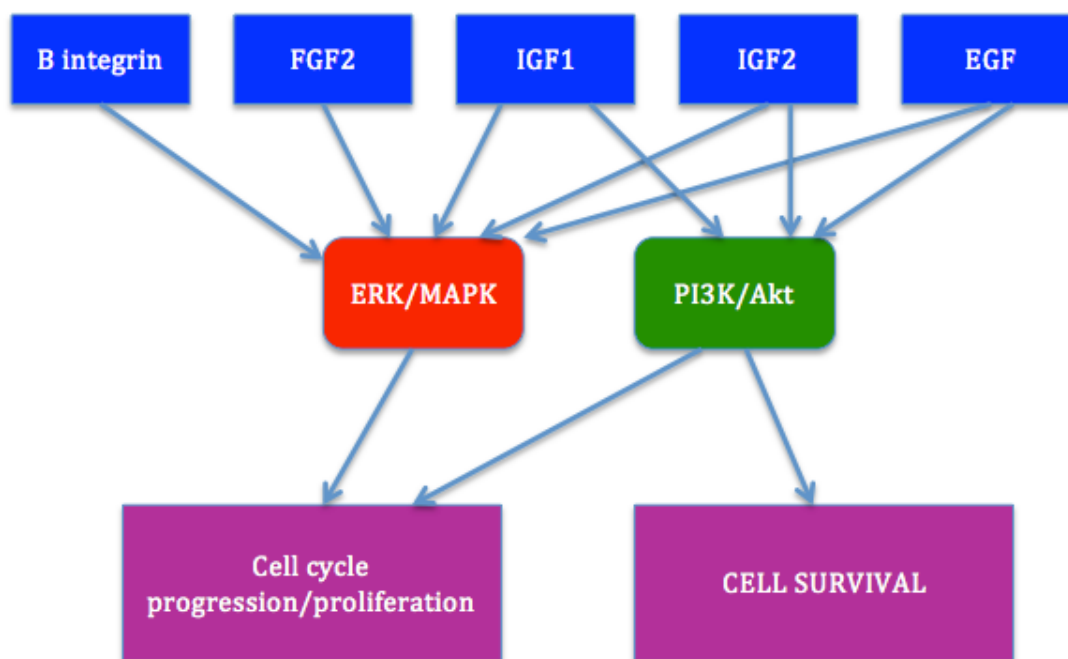 B integrin
FGF2
IGF1
IGF2
EGF
ERK/MAPK
PI3K/Akt
Cell cycle
progression/proliferation
CELL SURVIVAL